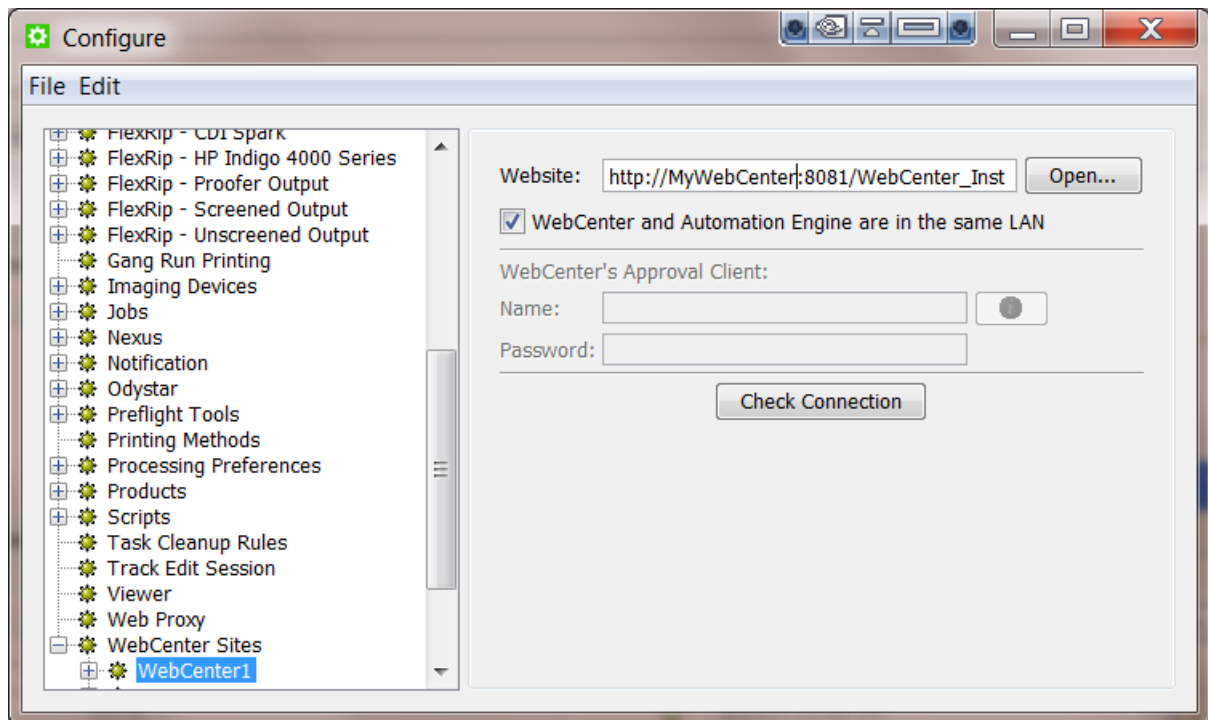 Configure
File Edit
FlexRip - CDI Spark
FlexRip - HP Indigo 4000 Series
FlexRip - Proofer Output
FlexRip - Screened Output
FlexRip - Unscreened Output
Gang Run Printing
Imaging Devices
Jobs
Nexus
Notification
Odystar
Preflight Tools
Printing Methods
Processing Preferences
Products
Scripts
Task Cleanup Rules
Track Edit Session
Viewer
Web Proxy
WebCenter Sites
WebCenter1
Website: http://MyWebCenter:8081/WebCenter_Inst Open...
WebCenter and Automation Engine are in the same LAN
WebCenter's Approval Client:
Name:
Password:
Check Connection